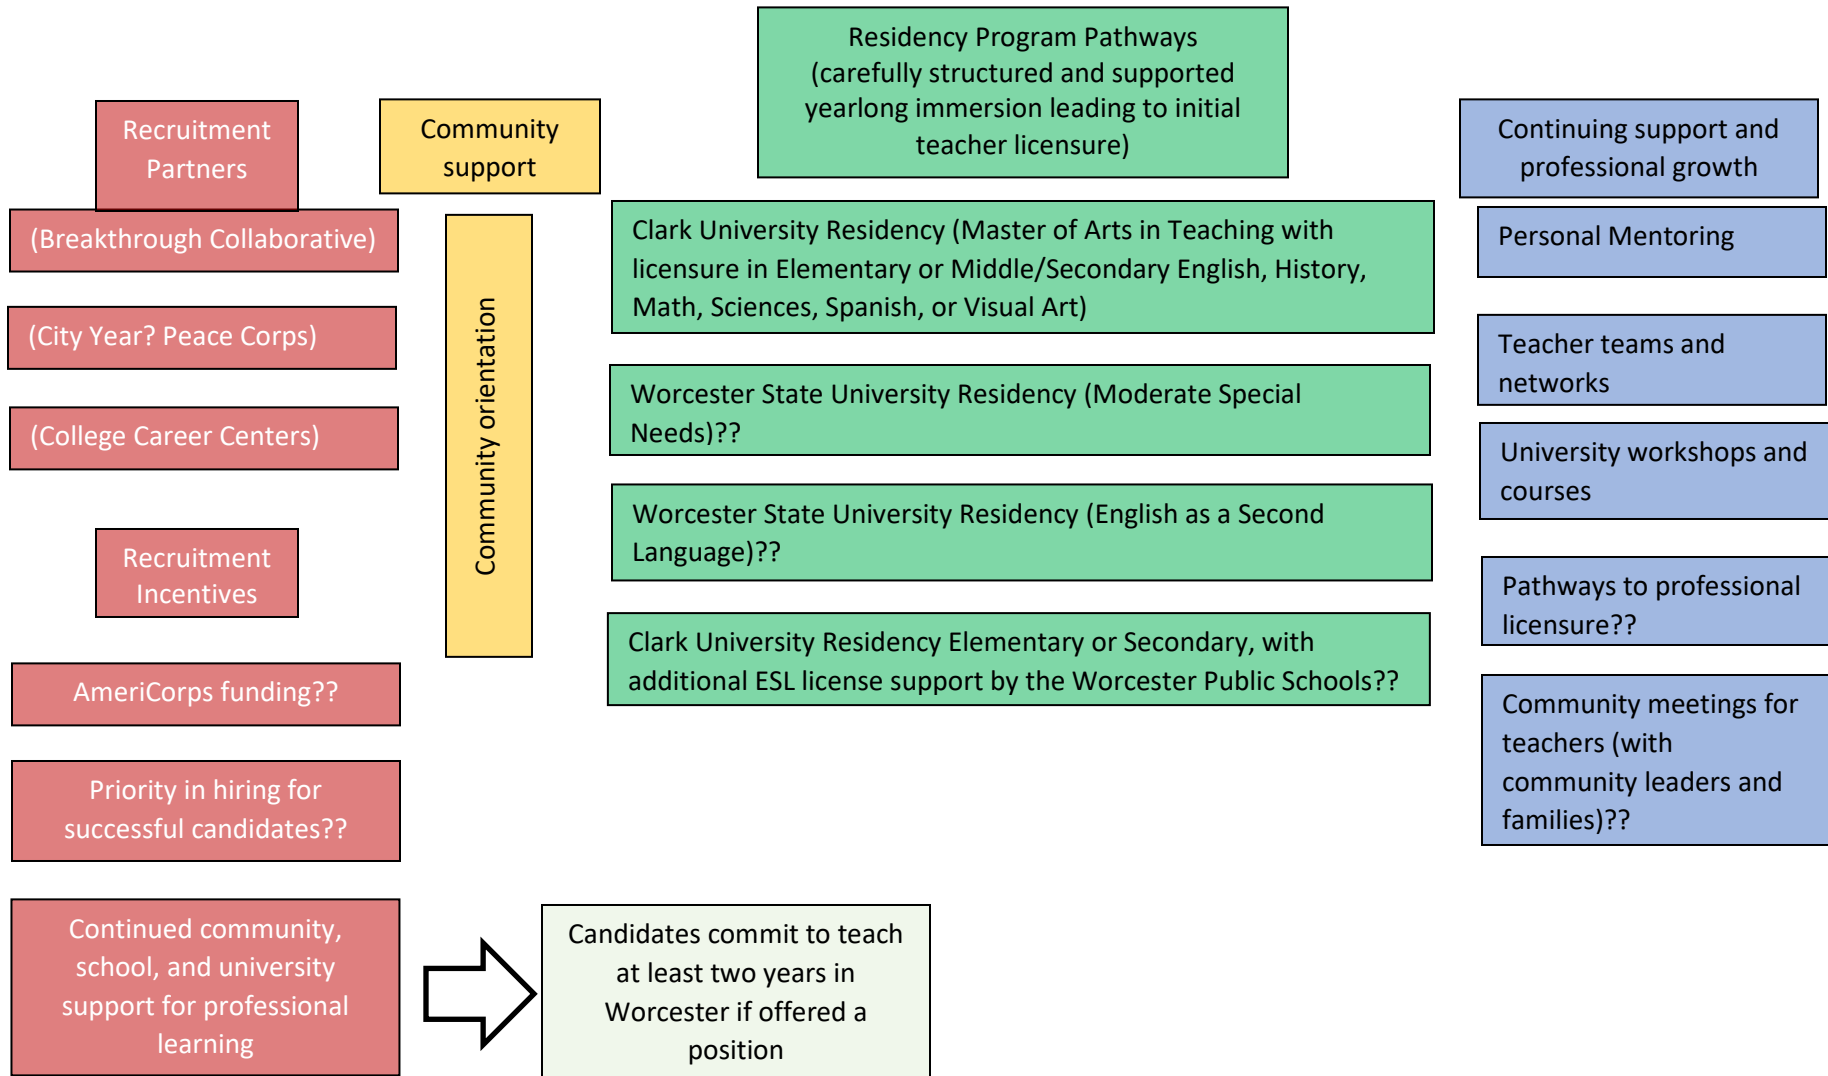 Recruitment
Partners
(Breakthrough Collaborative)
(City Year? Peace Corps)
(College Career Centers)
Recruitment
Incentives
AmeriCorps funding??
Priority in hiring for
successful candidates??
Continued community,
school, and university
support for professional
learning
Community
support
Community orientation
Candidates commit to teach
at least two years in
Worcester if offered a
position
Residency Program Pathways
(carefully structured and supported
yearlong immersion leading to initial
teacher licensure)
Clark University Residency (Master of Arts in Teaching with
licensure in Elementary or Middle/Secondary English, History,
Math, Sciences, Spanish, or Visual Art)
Worcester State University Residency (Moderate Special
Needs)??
Worcester State University Residency (English as a Second
Language)??
Clark University Residency Elementary or Secondary, with
additional ESL license support by the Worcester Public Schools??
Continuing support and
professional growth
Personal Mentoring
Teacher teams and
networks
University workshops and
courses
Pathways to professional
licensure??
Community meetings for
teachers (with
community leaders and
families)??